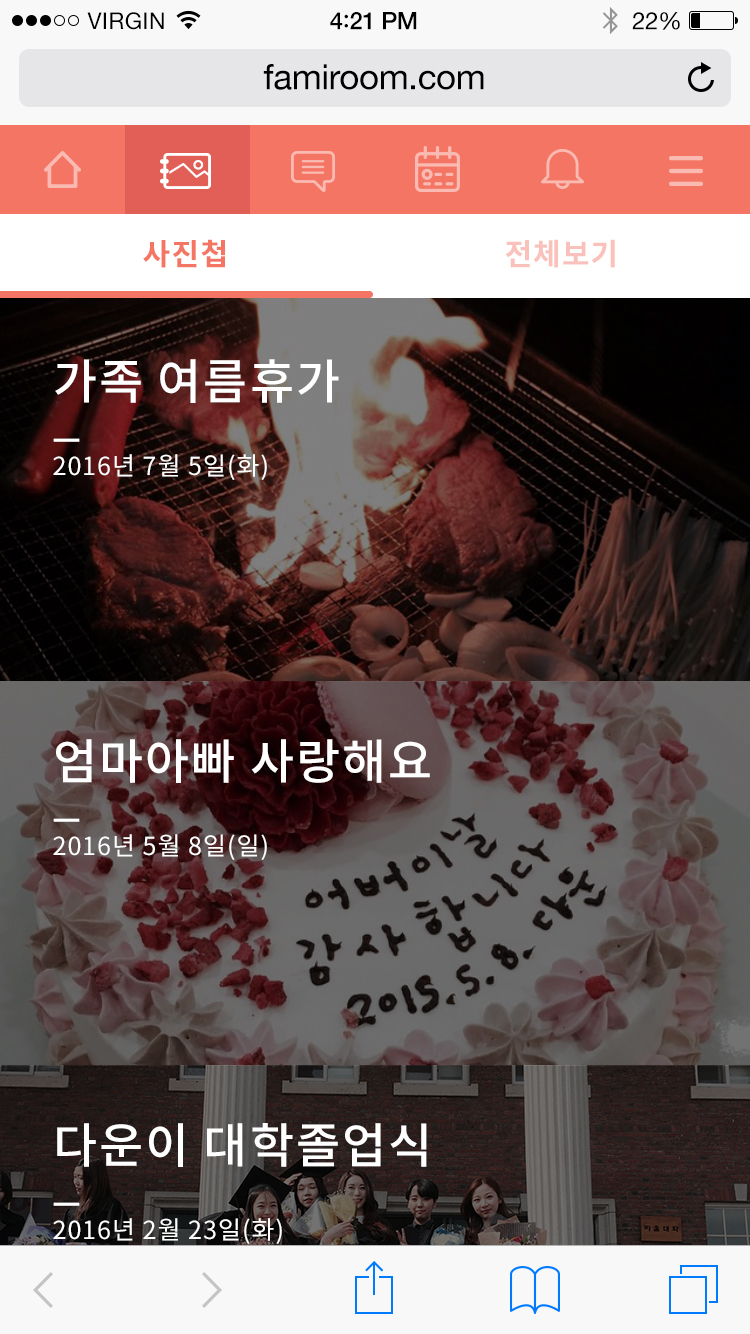 VIRGIN 4:21 PM 22%
famiroom.com
사진첩 전체보기
가족 여름휴가
2016년 7월 5일(화)
엄마아빠 사랑해요
2016년 5월 8일(일)
어버이날
감사합니다
2015.5.8. 다운
다운이 대학졸업식
2016년 2월 23일(화)